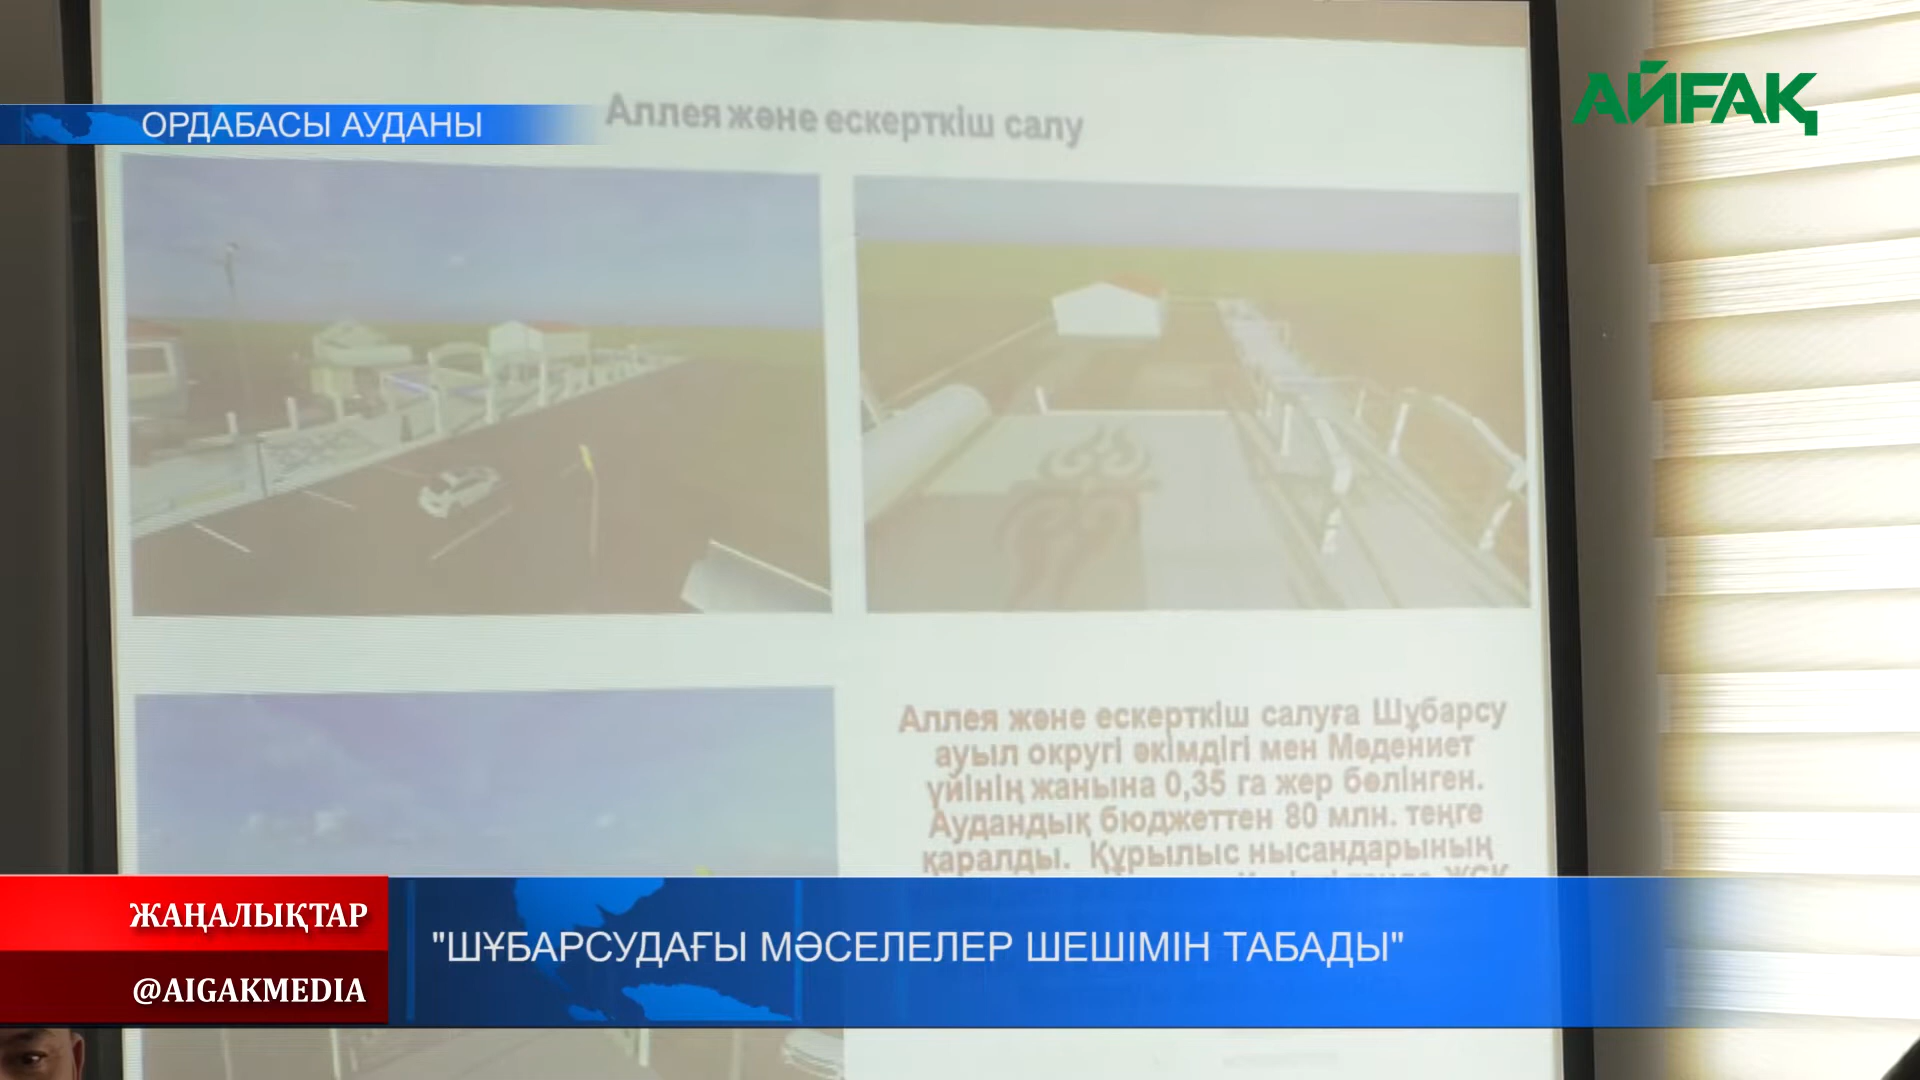 АЙҒАҚ
ОРДАБАСЫ АУДАНЫ
Аллея және ескерткіш салу
Аллея және ескерткіш салуға Шұбарсу
ауыл округі әкімдігі мен Мәдениет
үйінің жанына 0,35 га жер бөлінген.
Аудандық бюджеттен 80 млн. теңге
қаралды. Құрылыс нысандарының
ЖСҚ
ЖАҢАЛЫҚТАР
@AIGAKMEDIA
"ШҰБАРСУДАҒЫ МӘСЕЛЕЛЕР ШЕШІМІН ТАБАДЫ"